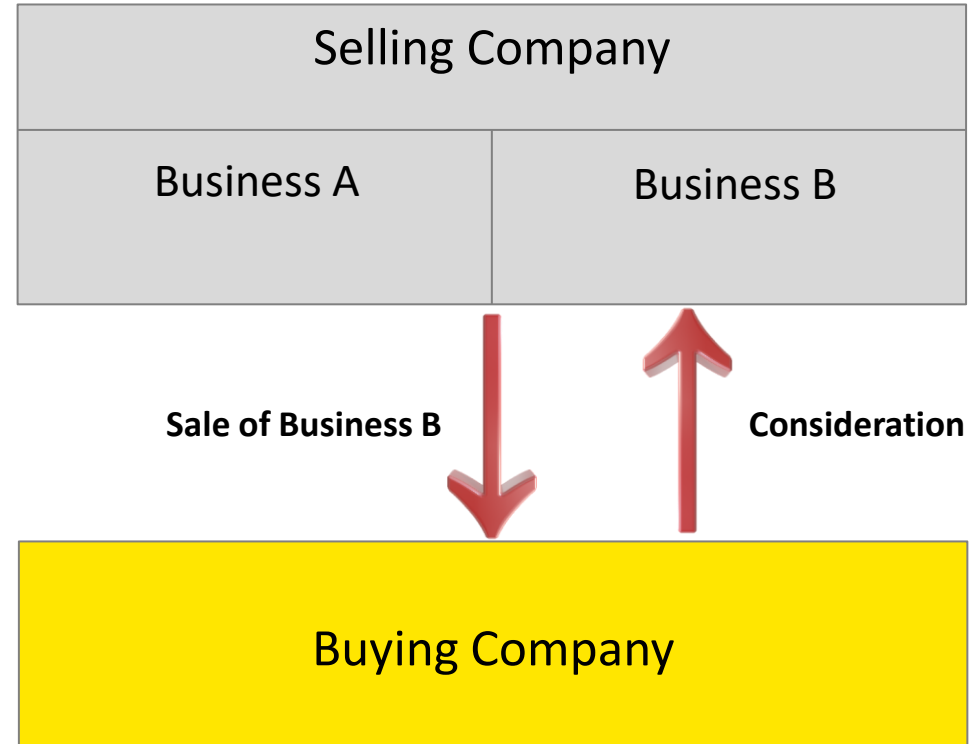 Selling Company
Business A
Business B
Sale of Business B
Consideration
Buying Company